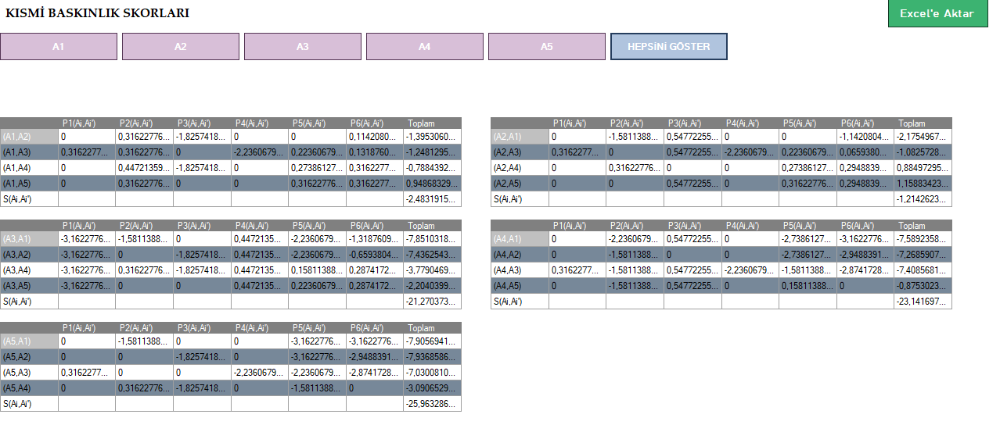 KISMİ BASKINLIK SKORLARI
Excel'e Aktar
A1 A2 A3 A4 A5 HEPSİNİ GÖSTER
P1(Ai,Ai') P2(Ai,Ai') P3(Ai,Ai') P4(Ai,Ai') P5(Ai,Ai') P6(Ai,Ai') Toplam
(A1,A2) 0 0,31622776... -1,8257418... 0 0 0,1142080... -1,3953060...
(A1,A3) 0,31622777... 0,31622776... 0 -2,2360679... 0,22360679... 0,1318760... -1,2481295...
(A1,A4) 0 0,44721359... -1,8257418... 0 0,27386127... 0,3162277... -0,7884392...
(A1,A5) 0 0,31622776... 0 0 0,31622776... 0,3162277... 0,94868329...
S(Ai,Ai') -2,4831915...
P1(Ai,Ai') P2(Ai,Ai') P3(Ai,Ai') P4(Ai,Ai') P5(Ai,Ai') P6(Ai,Ai') Toplam
(A2,A1) 0 -1,5811388... 0,54772255... 0 0 -1,1420804... -2,1754967...
(A2,A3) 0,31622777... 0 0,54772255... -2,2360679... 0,22360679... 0,0659380... -1,0825728...
(A2,A4) 0 0,31622776... 0 0 0,27386127... 0,2948839... 0,88497295...
(A2,A5) 0 0 0,54772255... 0 0,31622776... 0,2948839... 1,15883423...
S(Ai,Ai') -1,2142623...
P1(Ai,Ai') P2(Ai,Ai') P3(Ai,Ai') P4(Ai,Ai') P5(Ai,Ai') P6(Ai,Ai') Toplam
(A3,A1) -3,1622776... -1,5811388... 0 0,4472135... -2,2360679... -1,3187609... -7,8510318...
(A3,A2) -3,1622776... 0 -1,8257418... 0,4472135... -2,2360679... -0,6593804... -7,4362543...
(A3,A4) -3,1622776... 0,31622776... -1,8257418... 0,4472135... 0,15811388... 0,2874172... -3,7790469...
(A3,A5) -3,1622776... 0 0 0,4472135... 0,22360679... 0,2874172... -2,2040399...
S(Ai,Ai') -21,270373...
P1(Ai,Ai') P2(Ai,Ai') P3(Ai,Ai') P4(Ai,Ai') P5(Ai,Ai') P6(Ai,Ai') Toplam
(A4,A1) 0 -2,2360679... 0,54772255... 0 -2,7386127... -3,1622776... -7,5892358...
(A4,A2) 0 -1,5811388... 0 0 -2,7386127... -2,9488391... -7,2685907...
(A4,A3) 0,3162277... -1,5811388... 0,54772255... -2,2360679... -1,5811388... -2,8741728... -7,4085681...
(A4,A5) 0 -1,5811388... 0,54772255... 0 0,15811388... 0 -0,8753023...
S(Ai,Ai') -23,141697...
P1(Ai,Ai') P2(Ai,Ai') P3(Ai,Ai') P4(Ai,Ai') P5(Ai,Ai') P6(Ai,Ai') Toplam
(A5,A1) 0 -1,5811388... 0 0 -3,1622776... -3,1622776... -7,9056941...
(A5,A2) 0 0 -1,8257418... 0 -3,1622776... -2,9488391... -7,9368586...
(A5,A3) 0,31622777... 0 0 -2,2360679... -2,2360679... -2,8741728... -7,0300810...
(A5,A4) 0 0,31622776... -1,8257418... 0 -1,5811388... 0 -3,0906529...
S(Ai,Ai') -25,963286...